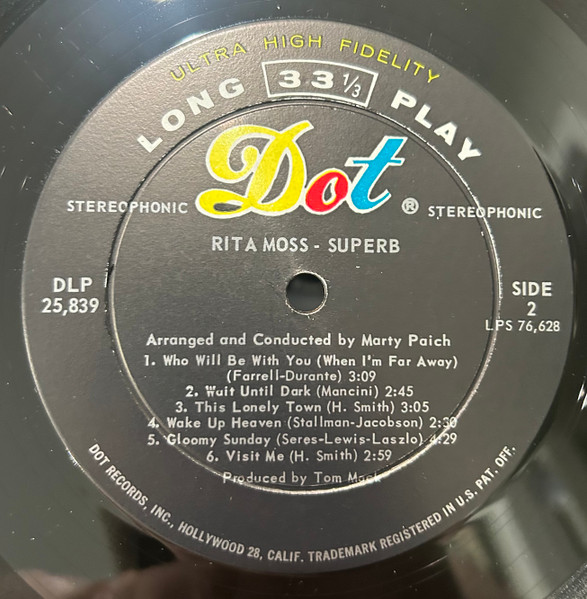 ULTRA HIGH FIDELITY
LONG 33 1/3 PLAY
Dot ®
STEREOPHONIC STEREOPHONIC
RITA MOSS - SUPERB
DLP
25,839
SIDE
2
LPS 76,628
Arranged and Conducted by Marty Paich
1. Who Will Be With You (When I'm Far Away)
(Farrell-Durante) 3:09
2. Wait Until Dark (Mancini) 2:45
3. This Lonely Town (H. Smith) 3:05
4. Wake Up Heaven (Stallman-Jacobson) 2:30
5. Gloomy Sunday (Seres-Lewis-Laszlo) 4:29
6. Visit Me (H. Smith) 2:59
Produced by Tom Mack
DOT RECORDS, INC., HOLLYWOOD 28, CALIF. TRADEMARK REGISTERED IN U.S. PAT. OFF.